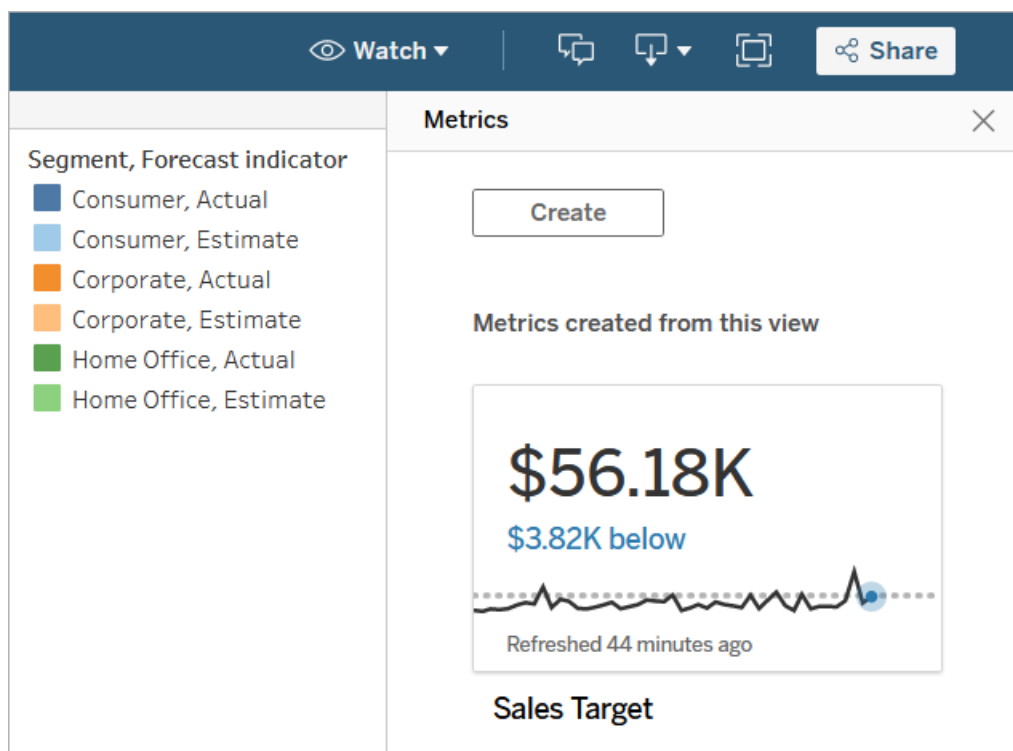 Watch
Share
Metrics
Segment, Forecast indicator
Consumer, Actual
Consumer, Estimate
Corporate, Actual
Corporate, Estimate
Home Office, Actual
Home Office, Estimate
Create
Metrics created from this view
$56.18K
$3.82K below
Refreshed 44 minutes ago
Sales Target